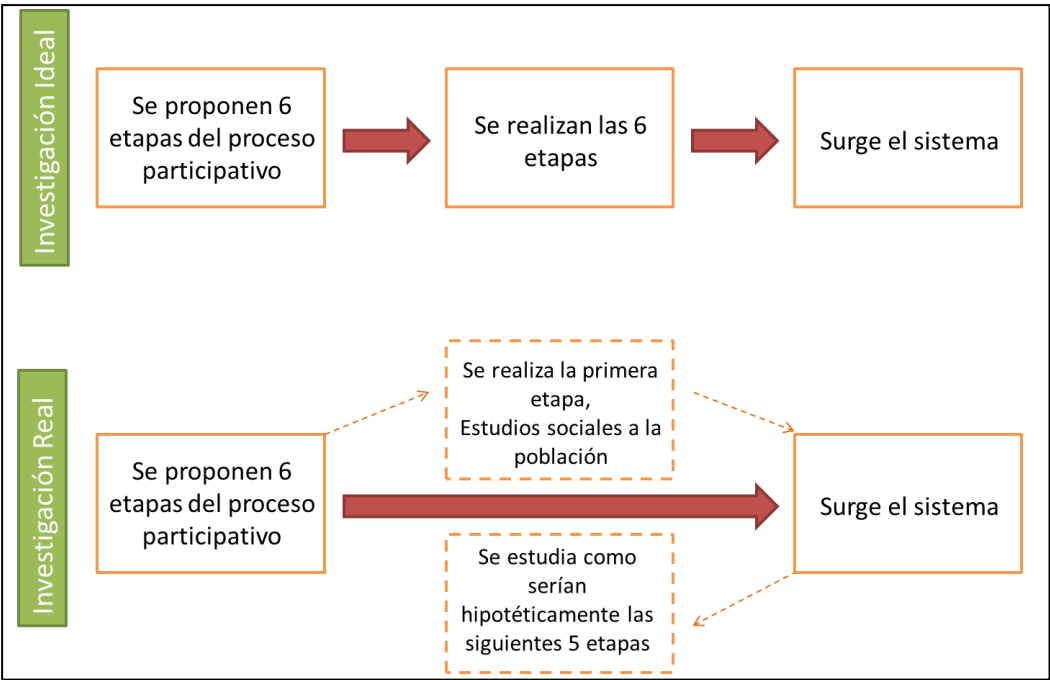 Investigación Ideal
Se proponen 6
etapas del proceso
participativo
Se realizan las 6
etapas
Surge el sistema
Investigación Real
Se proponen 6
etapas del proceso
participativo
Se realiza la primera
etapa,
Estudios sociales a la
población
Se estudia como
serían
hipotéticamente las
siguientes 5 etapas
Surge el sistema